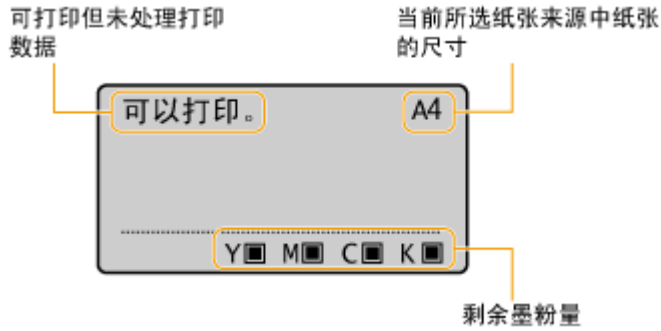 可打印但未处理打印
数据
当前所选纸张来源中纸张
的尺寸
可以打印。 A4
Y▣ M▣ C▣ K▣
剩余墨粉量